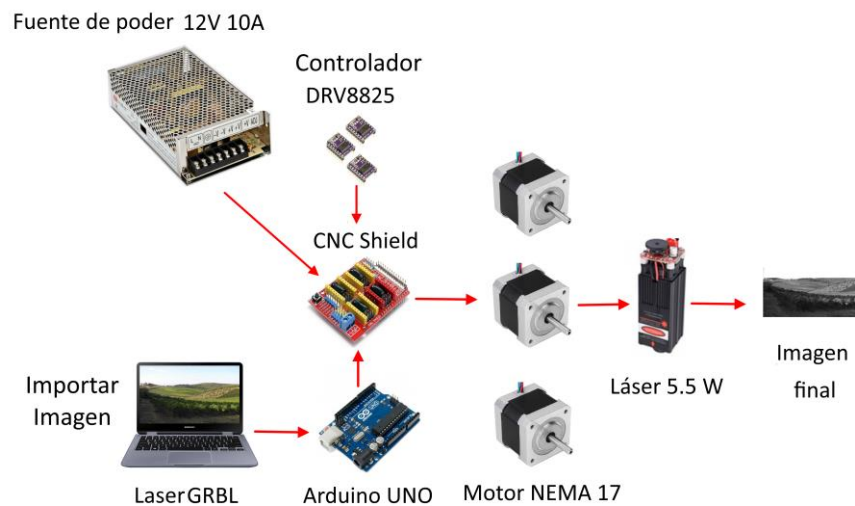 Fuente de poder 12V 10A
Controlador
DRV8825
CNC Shield
Importar
Imagen
LaserGRBL
Arduino UNO
Motor NEMA 17
Láser 5.5 W
Imagen
final